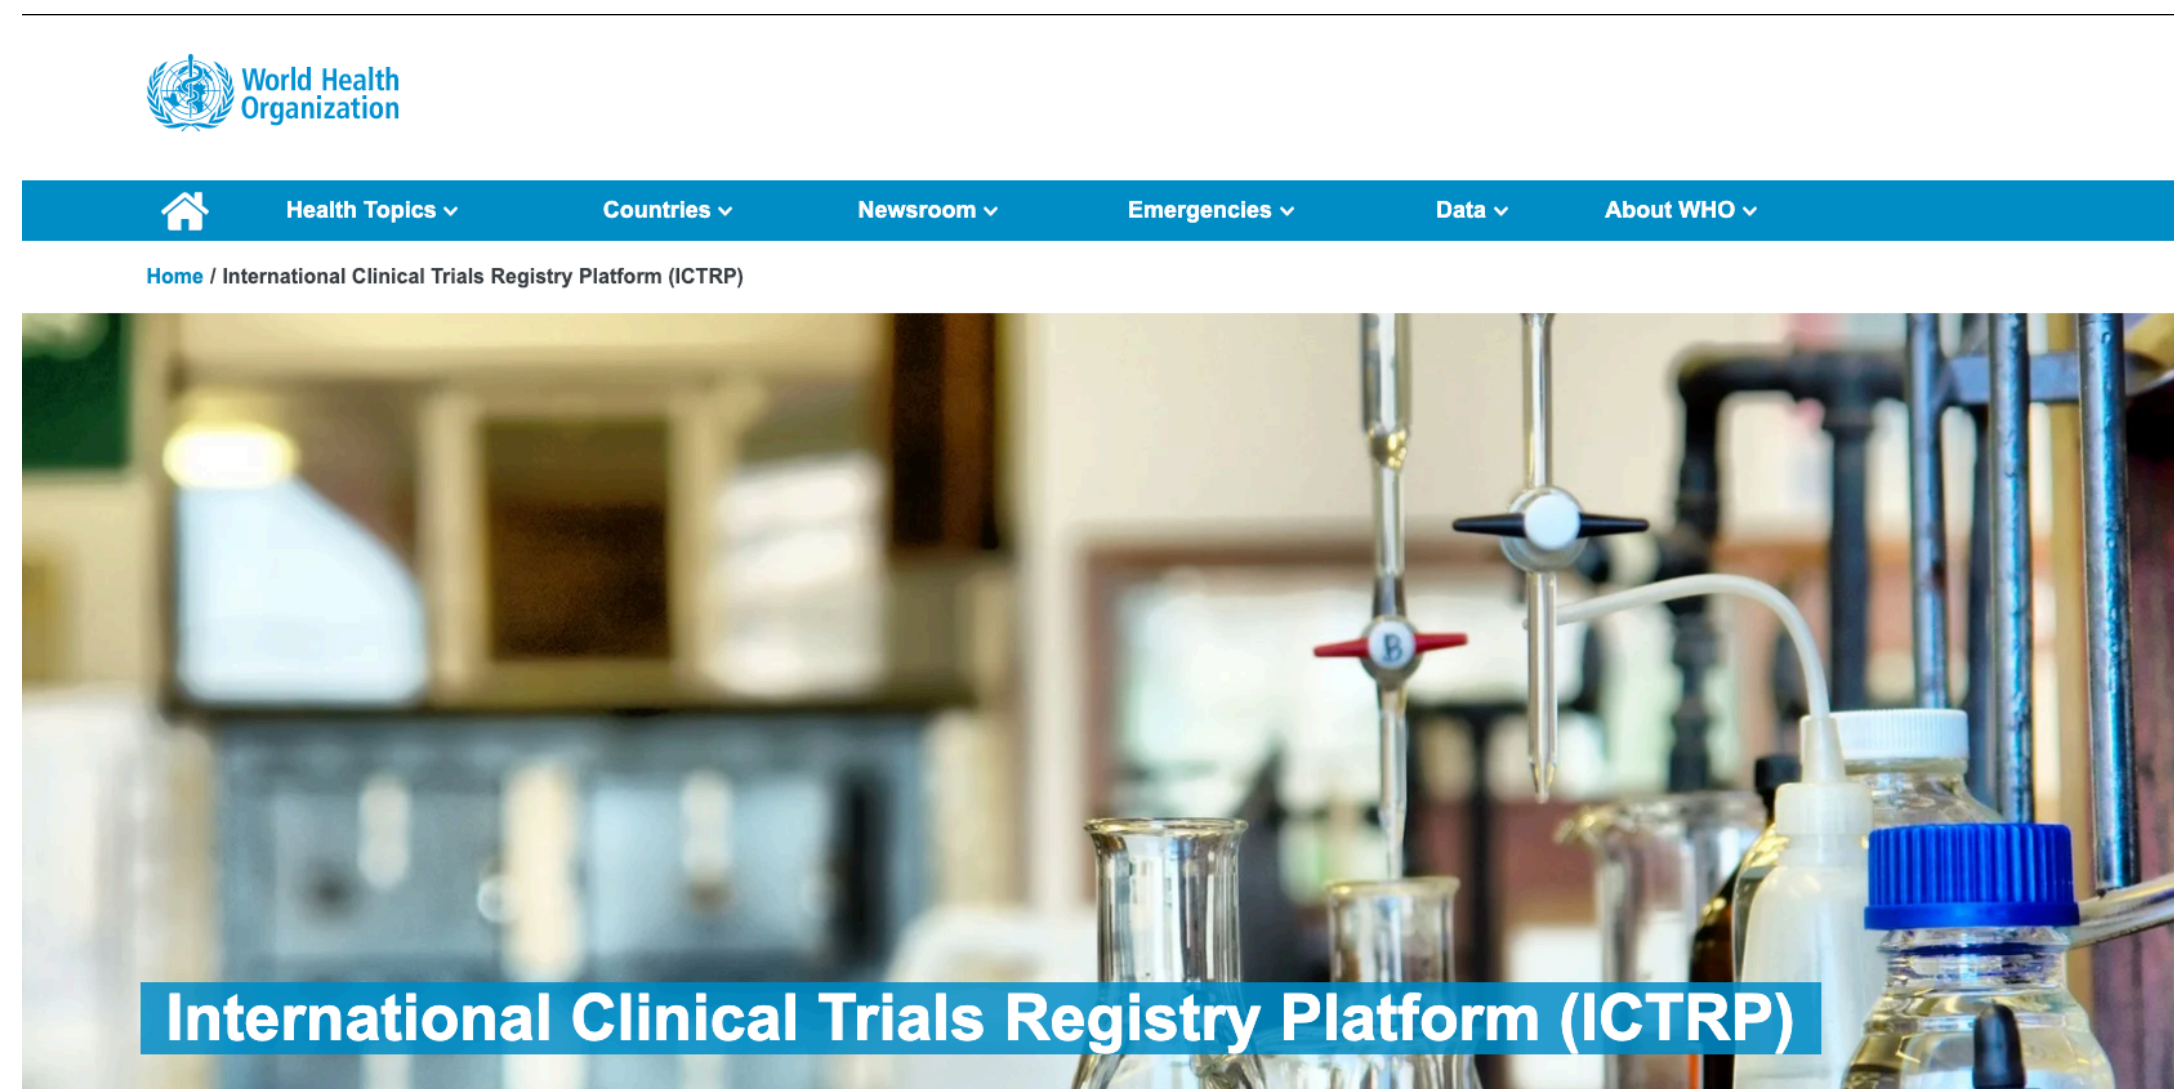 World Health
Organization
Health Topics
Countries
Newsroom
Emergencies
Data
About WHO
Home / International Clinical Trials Registry Platform (ICTRP)
B
International Clinical Trials Registry Platform (ICTRP)